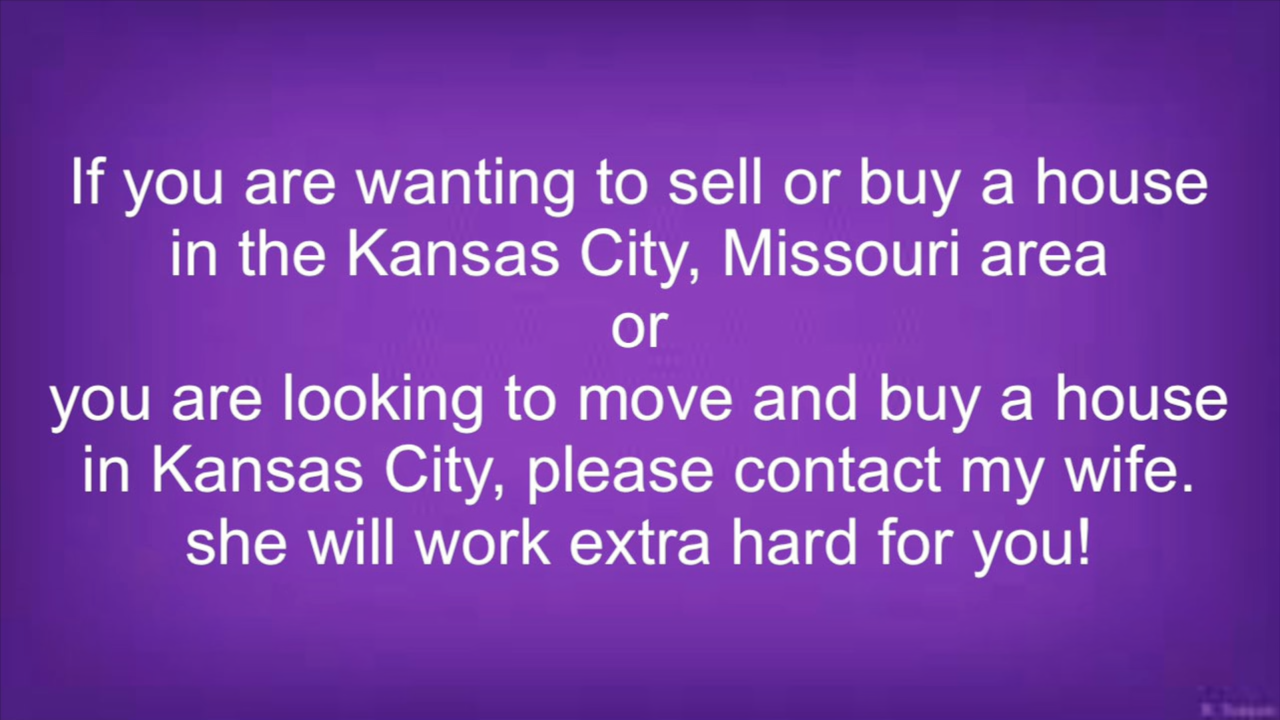 If you are wanting to sell or buy a house
in the Kansas City, Missouri area
or
you are looking to move and buy a house
in Kansas City, please contact my wife.
she will work extra hard for you!